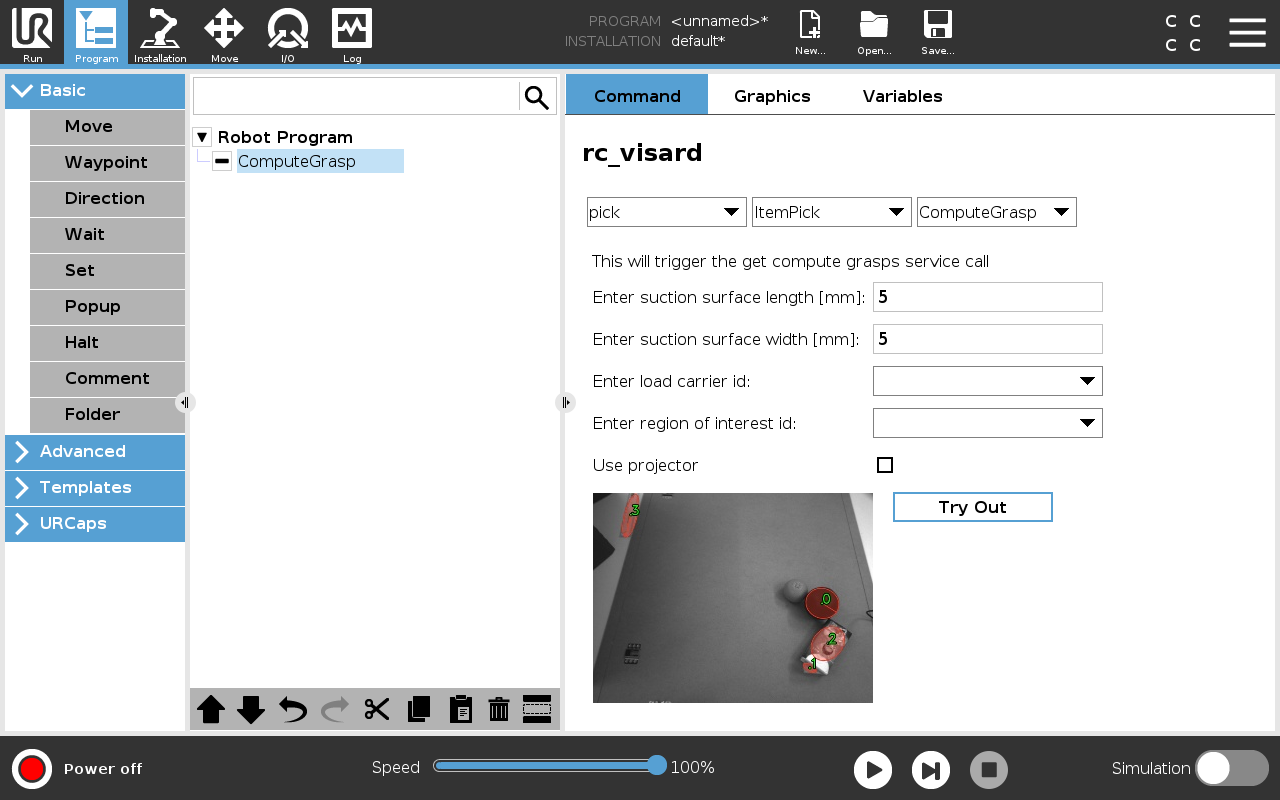 UR
Run
Program
Installation
Move
I/O
Log
PROGRAM <unnamed>*
INSTALLATION default*
New...
Open...
Save...
C C
C C
Basic
Move
Waypoint
Direction
Wait
Set
Popup
Halt
Comment
Folder
Advanced
Templates
URCaps
Robot Program
ComputeGrasp
Command
Graphics
Variables
rc_visard
pick
ItemPick
ComputeGrasp
This will trigger the get compute grasps service call
Enter suction surface length [mm]: 5
Enter suction surface width [mm]: 5
Enter load carrier id:
Enter region of interest id:
Use projector
Try Out
3
0
2
1
Power off
Speed
100%
Simulation